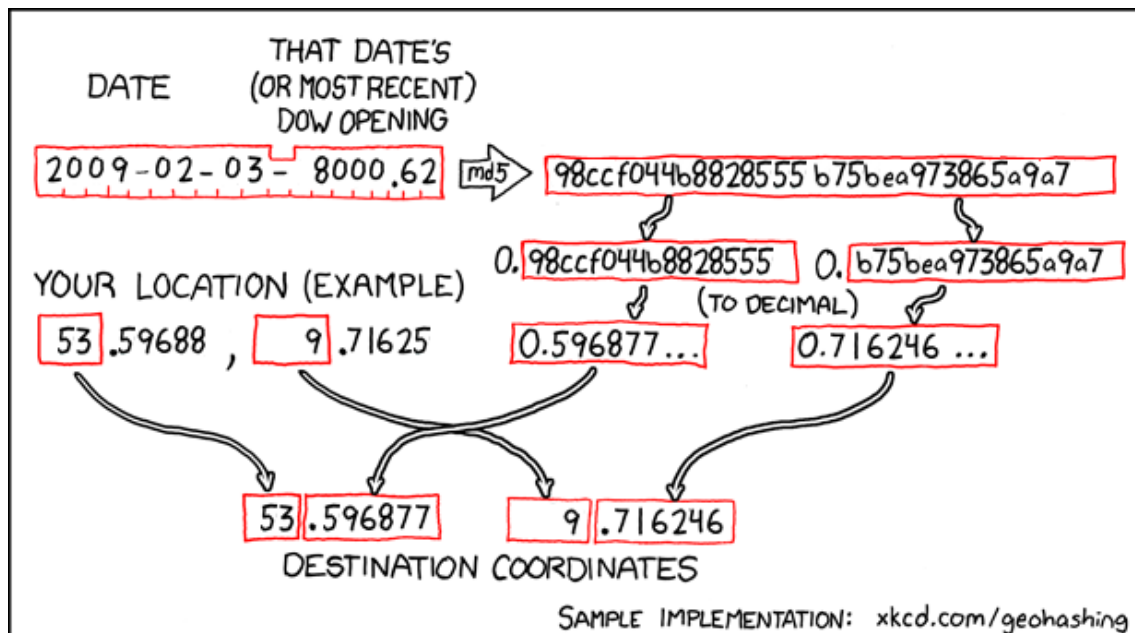 THAT DATE'S
DATE (OR MOST RECENT)
DOW OPENING
2009-02-03- 8000.62 md5 98ccf044b8828555 b75bea973865a9a7
0. 98ccf044b8828555 0. b75bea973865a9a7
YOUR LOCATION (EXAMPLE) (TO DECIMAL)
53 .59688 , 9 .71625 0.596877... 0.716246 ...
53 .596877 9 .716246
DESTINATION COORDINATES
SAMPLE IMPLEMENTATION: xkcd.com/geohashing